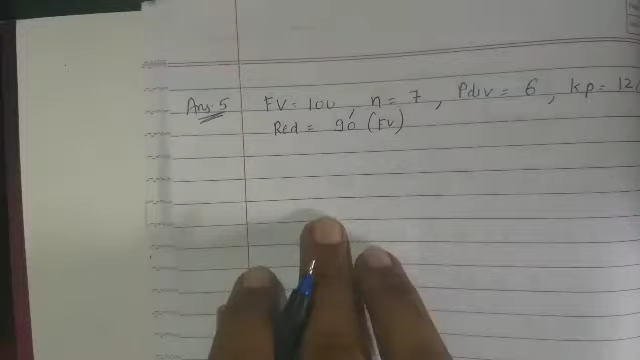 Ans. 5 FV = 100, n = 7, Pdiv = 6, kp = 12
Red = 90 (FV)